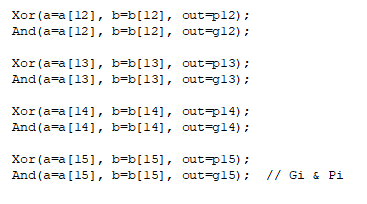 Xor(a=a[12], b=b[12], out=p12);
And(a=a[12], b=b[12], out=g12);
Xor(a=a[13], b=b[13], out=p13);
And(a=a[13], b=b[13], out=g13);
Xor(a=a[14], b=b[14], out=p14);
And(a=a[14], b=b[14], out=g14);
Xor(a=a[15], b=b[15], out=p15);
And(a=a[15], b=b[15], out=g15);  // Gi & Pi